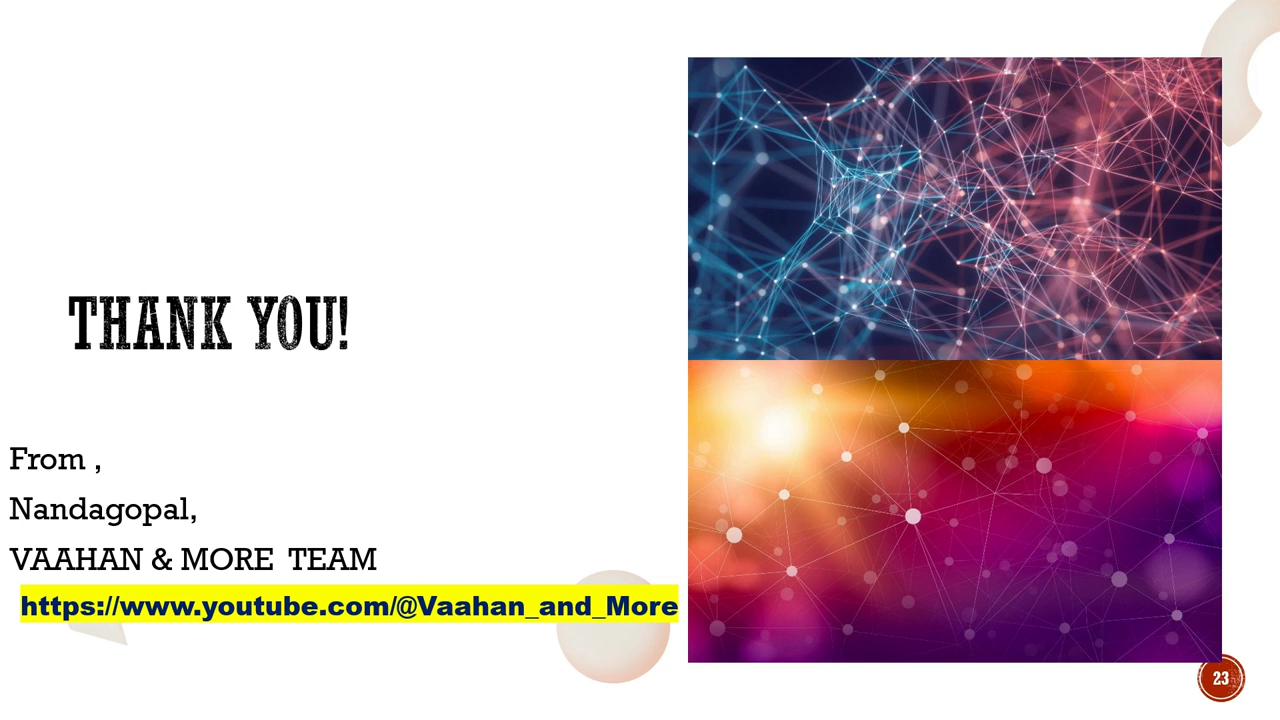 THANK YOU!
From ,
Nandagopal,
VAAHAN & MORE TEAM
https://www.youtube.com/@Vaahan_and_More
23